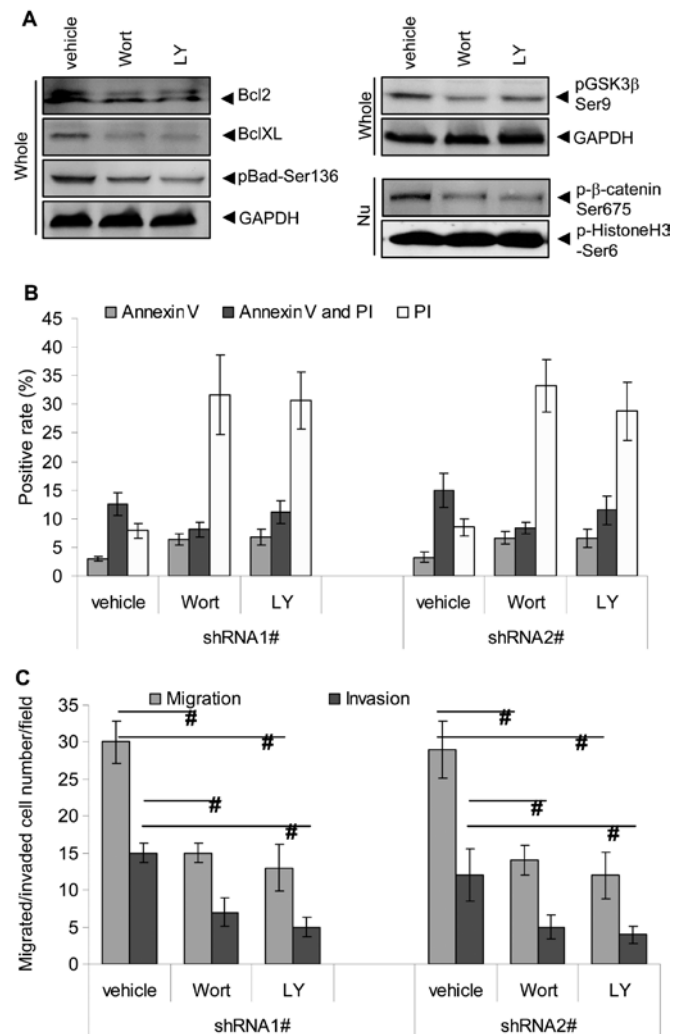 A
vehicle Wort LY
Whole
Bcl2
BclXL
pBad-Ser136
GAPDH
vehicle Wort LY
Whole
pGSK3β
Ser9
GAPDH
Nu
p-β-catenin
Ser675
p-HistoneH3
-Ser6
B
Annexin V Annexin V and PI PI
Positive rate (%)
45
40
35
30
25
20
15
10
5
0
vehicle Wort LY vehicle Wort LY
shRNA1# shRNA2#
C
Migration Invasion
Migrated/invaded cell number/field
35
30
25
20
15
10
5
0
# # # #
# # # #
vehicle Wort LY vehicle Wort LY
shRNA1# shRNA2#